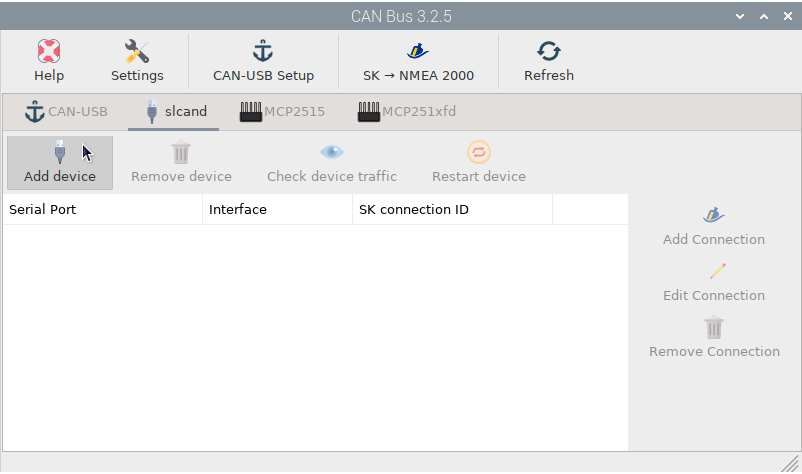 CAN Bus 3.2.5
Help Settings CAN-USB Setup SK → NMEA 2000 Refresh
CAN-USB slcand MCP2515 MCP251xfd
Add device Remove device Check device traffic Restart device
Serial Port Interface SK connection ID
Add Connection
Edit Connection
Remove Connection